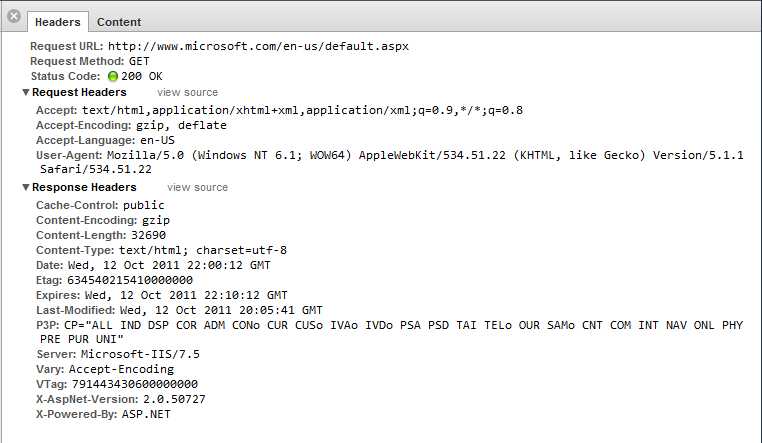 Headers Content
Request URL: http://www.microsoft.com/en-us/default.aspx
Request Method: GET
Status Code: 200 OK
Request Headers view source
Accept: text/html,application/xhtml+xml,application/xml;q=0.9,*/*;q=0.8
Accept-Encoding: gzip, deflate
Accept-Language: en-US
User-Agent: Mozilla/5.0 (Windows NT 6.1; WOW64) AppleWebKit/534.51.22 (KHTML, like Gecko) Version/5.1.1
Safari/534.51.22
Response Headers view source
Cache-Control: public
Content-Encoding: gzip
Content-Length: 32690
Content-Type: text/html; charset=utf-8
Date: Wed, 12 Oct 2011 22:00:12 GMT
Etag: 634540215410000000
Expires: Wed, 12 Oct 2011 22:10:12 GMT
Last-Modified: Wed, 12 Oct 2011 20:05:41 GMT
P3P: CP="ALL IND DSP COR ADM CONo CUR CUSo IVAo IVDo PSA PSD TAI TELo OUR SAMo CNT COM INT NAV ONL PHY
PRE PUR UNI"
Server: Microsoft-IIS/7.5
Vary: Accept-Encoding
VTag: 791443430600000000
X-AspNet-Version: 2.0.50727
X-Powered-By: ASP.NET